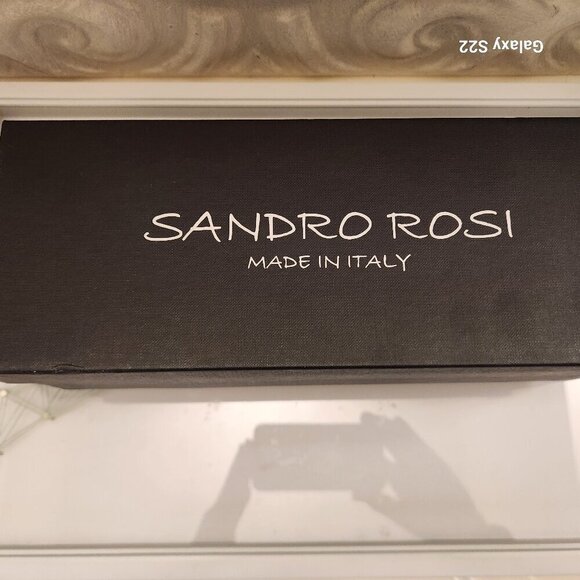 Galaxy S22
SANDRO ROSI
MADE IN ITALY